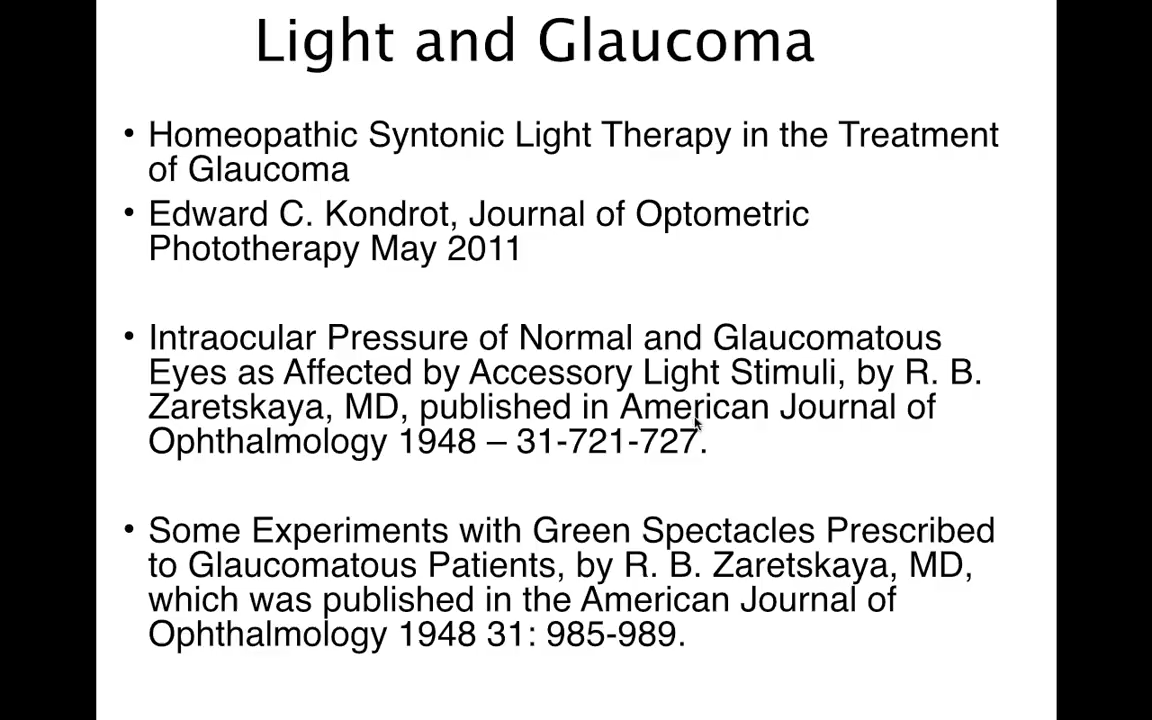 Light and Glaucoma
• Homeopathic Syntonic Light Therapy in the Treatment
of Glaucoma
• Edward C. Kondrot, Journal of Optometric
Phototherapy May 2011
• Intraocular Pressure of Normal and Glaucomatous
Eyes as Affected by Accessory Light Stimuli, by R. B.
Zaretskaya, MD, published in American Journal of
Ophthalmology 1948 – 31-721-727.
• Some Experiments with Green Spectacles Prescribed
to Glaucomatous Patients, by R. B. Zaretskaya, MD,
which was published in the American Journal of
Ophthalmology 1948 31: 985-989.